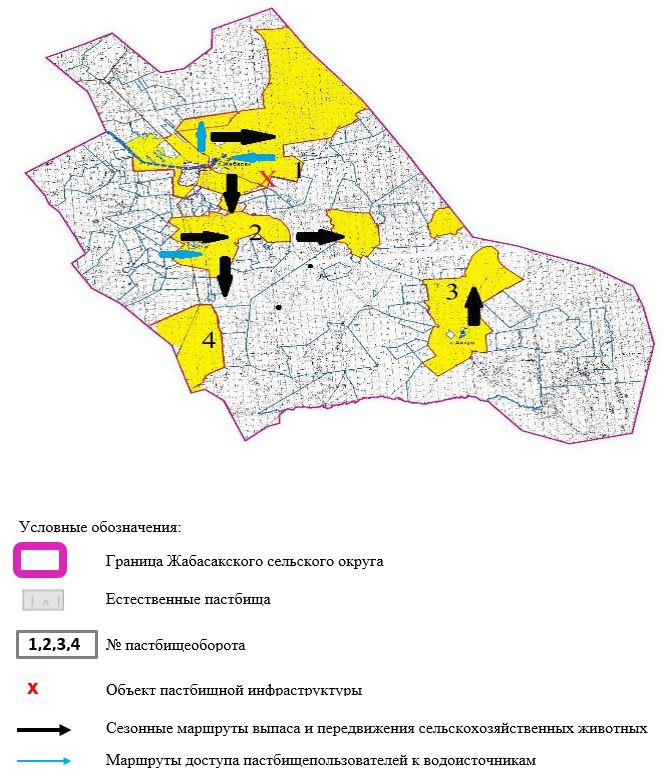 Жабасак
1
X
2
3
4
Условные обозначения:
Граница Жабасакского сельского округа
Естественные пастбища
1,2,3,4 № пастбищеоборота
X Объект пастбищной инфраструктуры
Сезонные маршруты выпаса и передвижения сельскохозяйственных животных
Маршруты доступа пастбищепользователей к водоисточникам